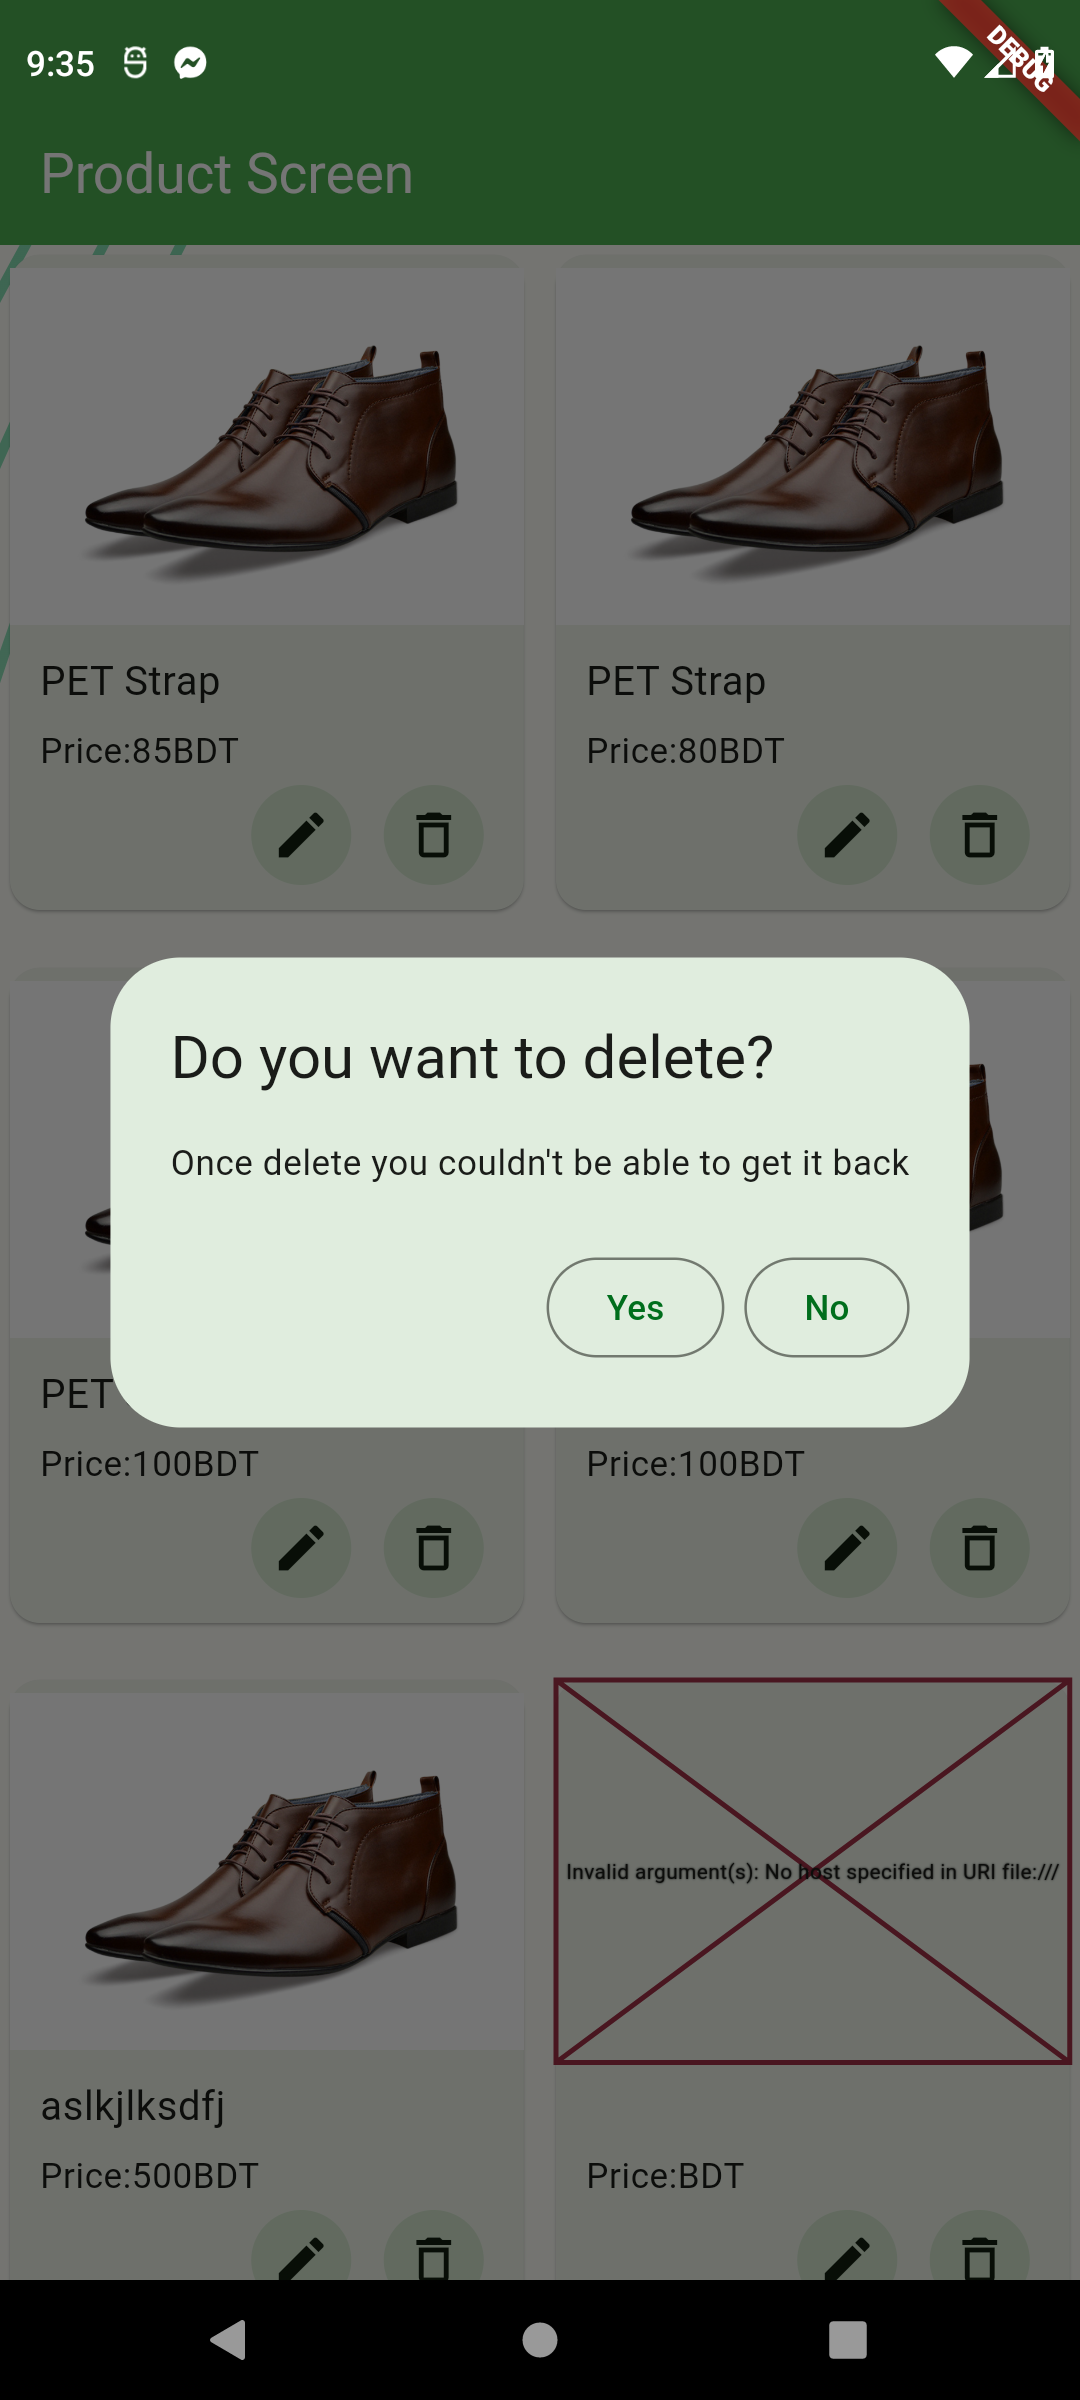 9:35
DEBUG
Product Screen
PET Strap
Price:85BDT
PET Strap
Price:80BDT
Do you want to delete?
Once delete you couldn't be able to get it back
Yes
No
PET
Price:100BDT
Price:100BDT
Invalid argument(s): No host specified in URI file:///
aslkjlksdfj
Price:500BDT
Price:BDT